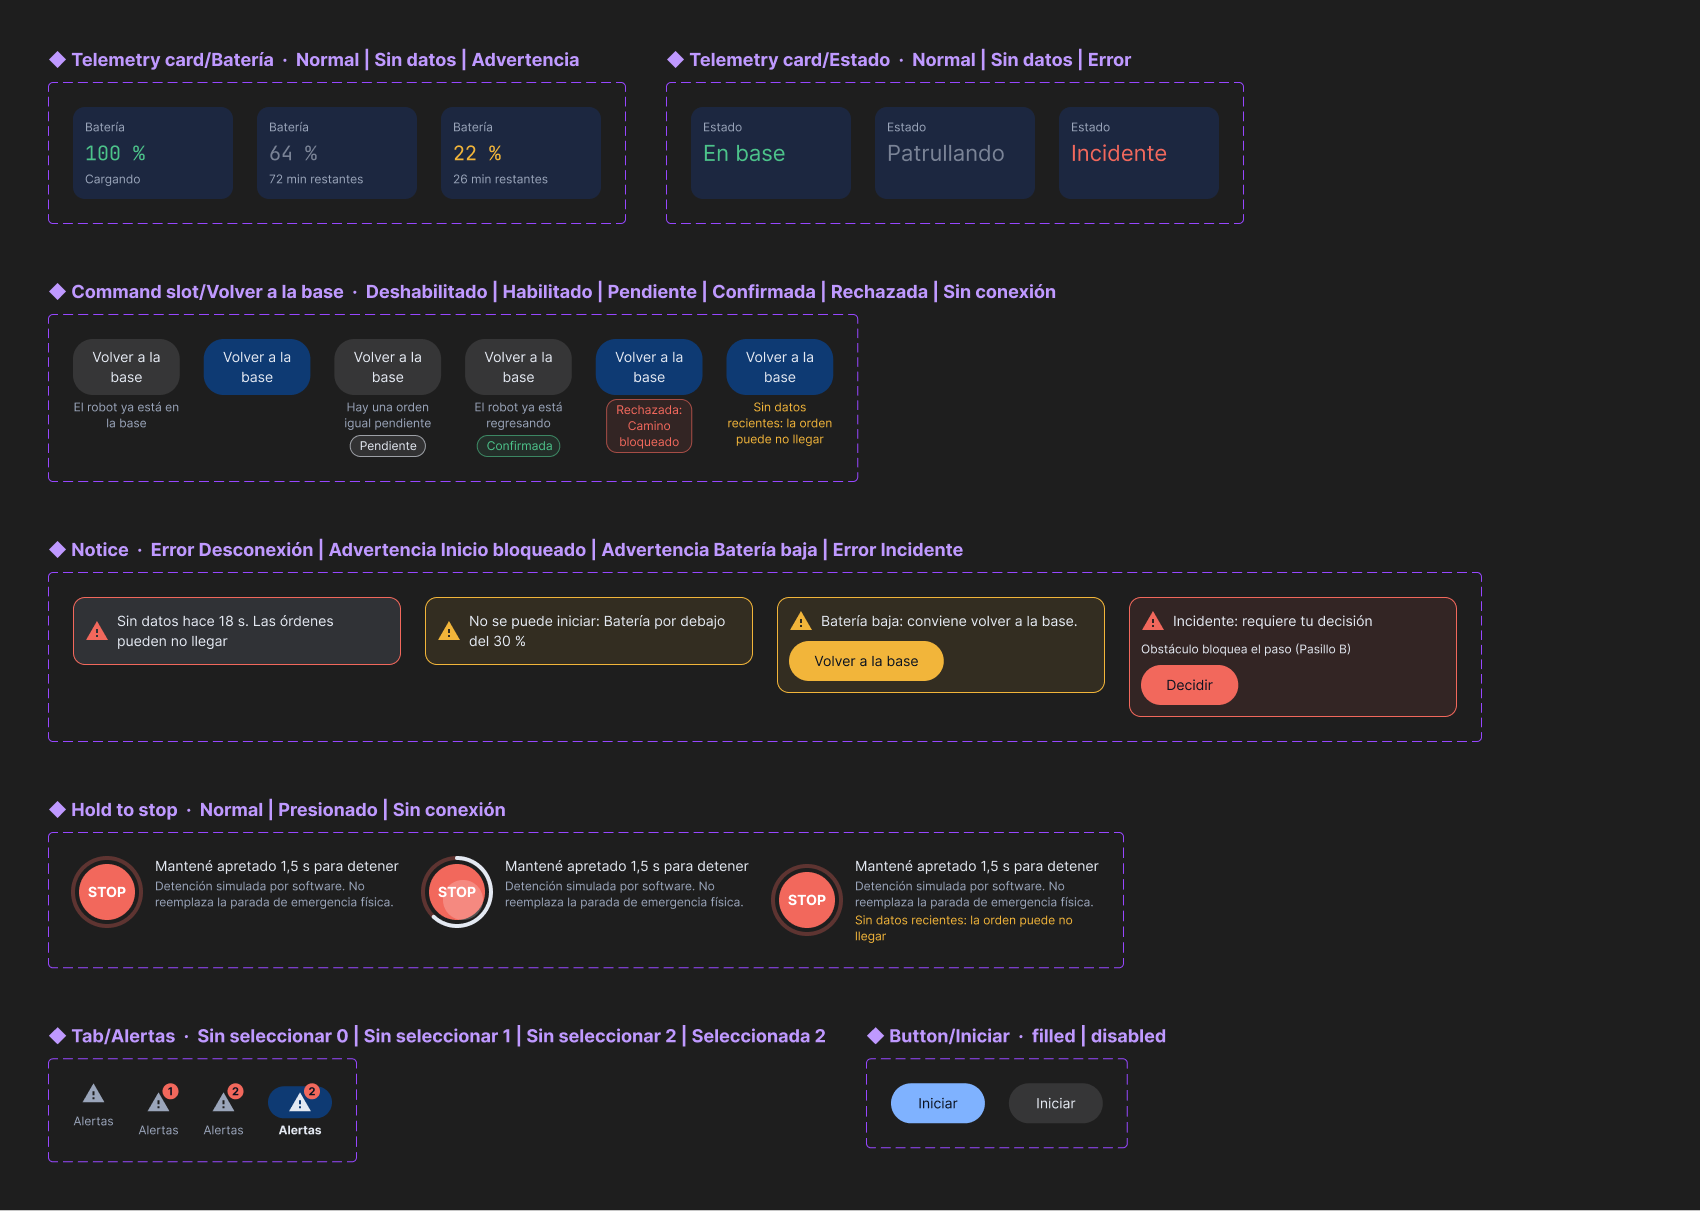 Telemetry card/Batería · Normal | Sin datos | Advertencia
Batería
100 %
Cargando
Batería
64 %
72 min restantes
Batería
22 %
26 min restantes
Telemetry card/Estado · Normal | Sin datos | Error
Estado
En base
Estado
Patrullando
Estado
Incidente
Command slot/Volver a la base · Deshabilitado | Habilitado | Pendiente | Confirmada | Rechazada | Sin conexión
Volver a la
base
El robot ya está en
la base
Volver a la
base
Volver a la
base
Hay una orden
igual pendiente
Pendiente
Volver a la
base
El robot ya está
regresando
Confirmada
Volver a la
base
Rechazada:
Camino
bloqueado
Volver a la
base
Sin datos
recientes: la orden
puede no llegar
Notice · Error Desconexión | Advertencia Inicio bloqueado | Advertencia Batería baja | Error Incidente
Sin datos hace 18 s. Las órdenes
pueden no llegar
No se puede iniciar: Batería por debajo
del 30 %
Batería baja: conviene volver a la base.
Volver a la base
Incidente: requiere tu decisión
Obstáculo bloquea el paso (Pasillo B)
Decidir
Hold to stop · Normal | Presionado | Sin conexión
STOP
Mantené apretado 1,5 s para detener
Detención simulada por software. No
reemplaza la parada de emergencia física.
STOP
Mantené apretado 1,5 s para detener
Detención simulada por software. No
reemplaza la parada de emergencia física.
STOP
Mantené apretado 1,5 s para detener
Detención simulada por software. No
reemplaza la parada de emergencia física.
Sin datos recientes: la orden puede no
llegar
Tab/Alertas · Sin seleccionar 0 | Sin seleccionar 1 | Sin seleccionar 2 | Seleccionada 2
Alertas
1
Alertas
2
Alertas
2
Alertas
Button/Iniciar · filled | disabled
Iniciar
Iniciar